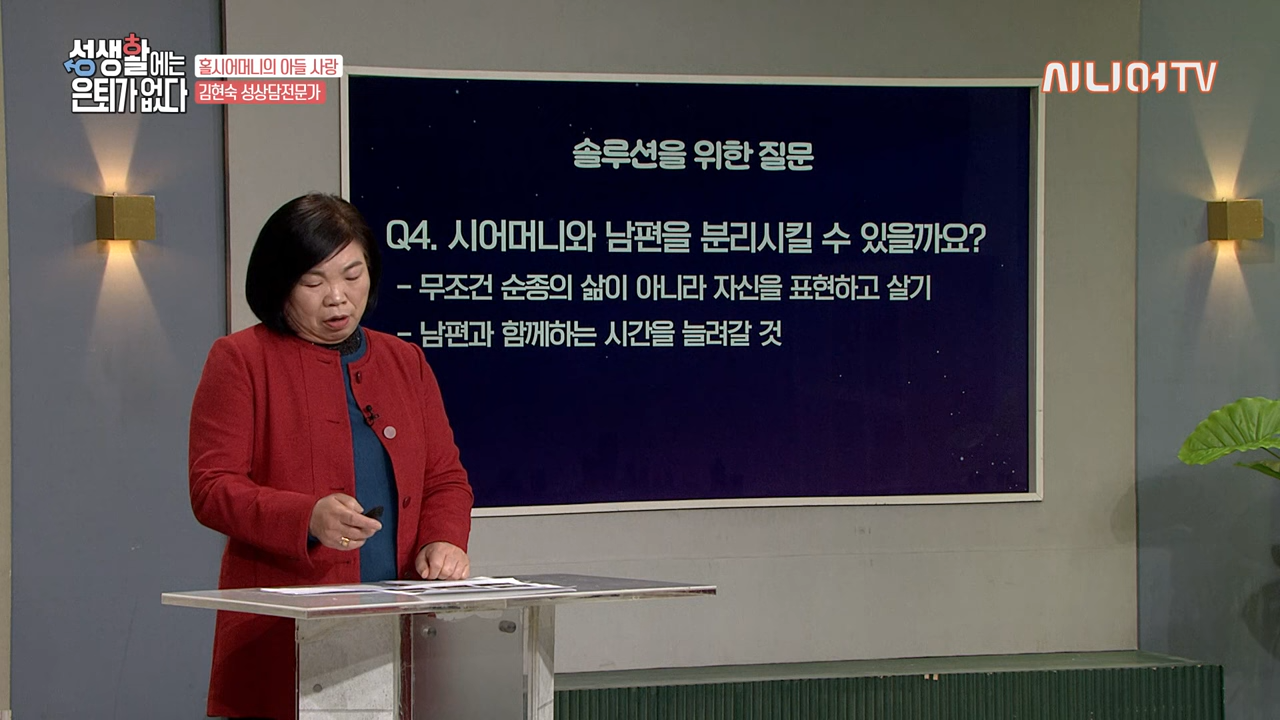 성생활에는
은퇴가 없다
홀시어머니의 아들 사랑
김현숙 성상담전문가
시니어TV
솔루션을 위한 질문
Q4. 시어머니와 남편을 분리시킬 수 있을까요?
- 무조건 순종의 삶이 아니라 자신을 표현하고 살기
- 남편과 함께하는 시간을 늘려갈 것